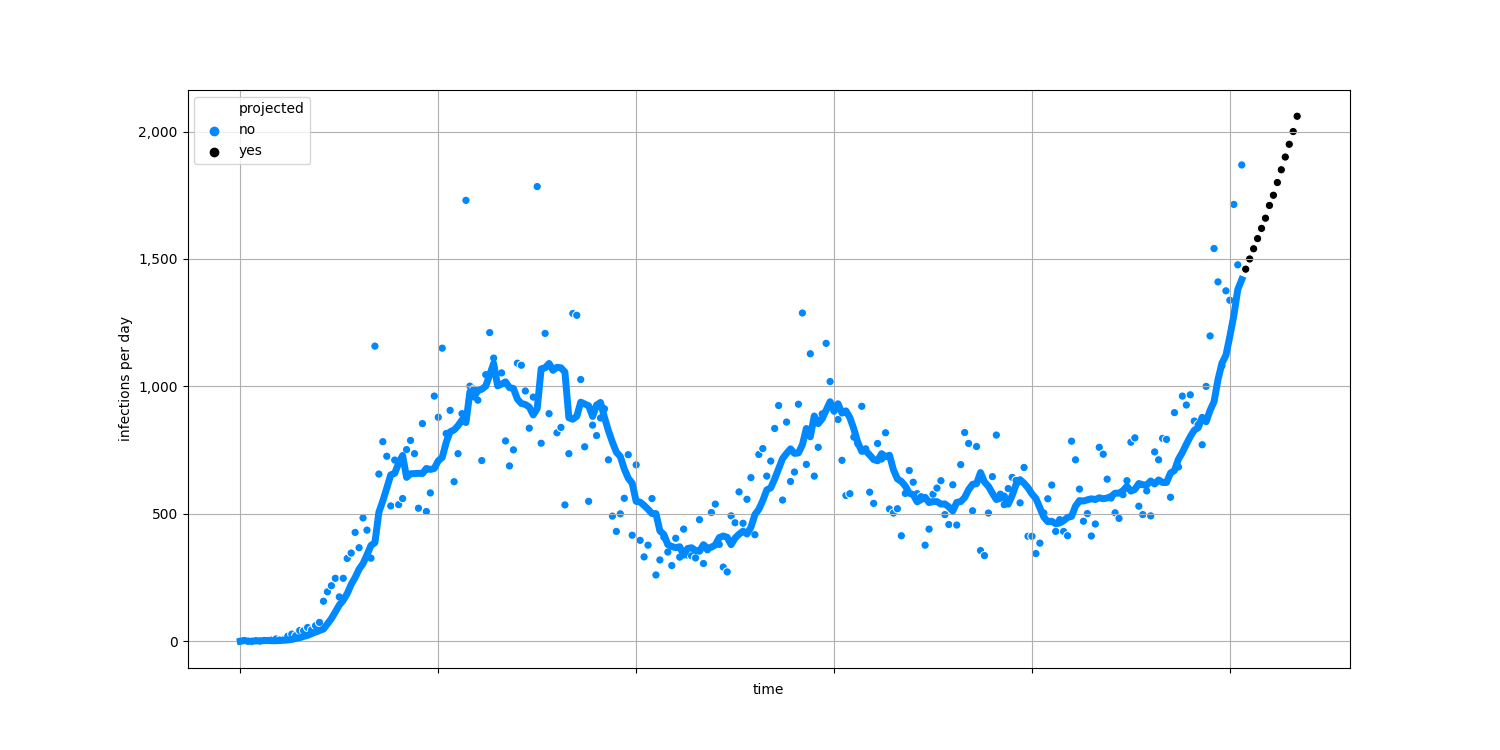 projected
no
yes
2,000
1,500
1,000
500
0
infections per day
time